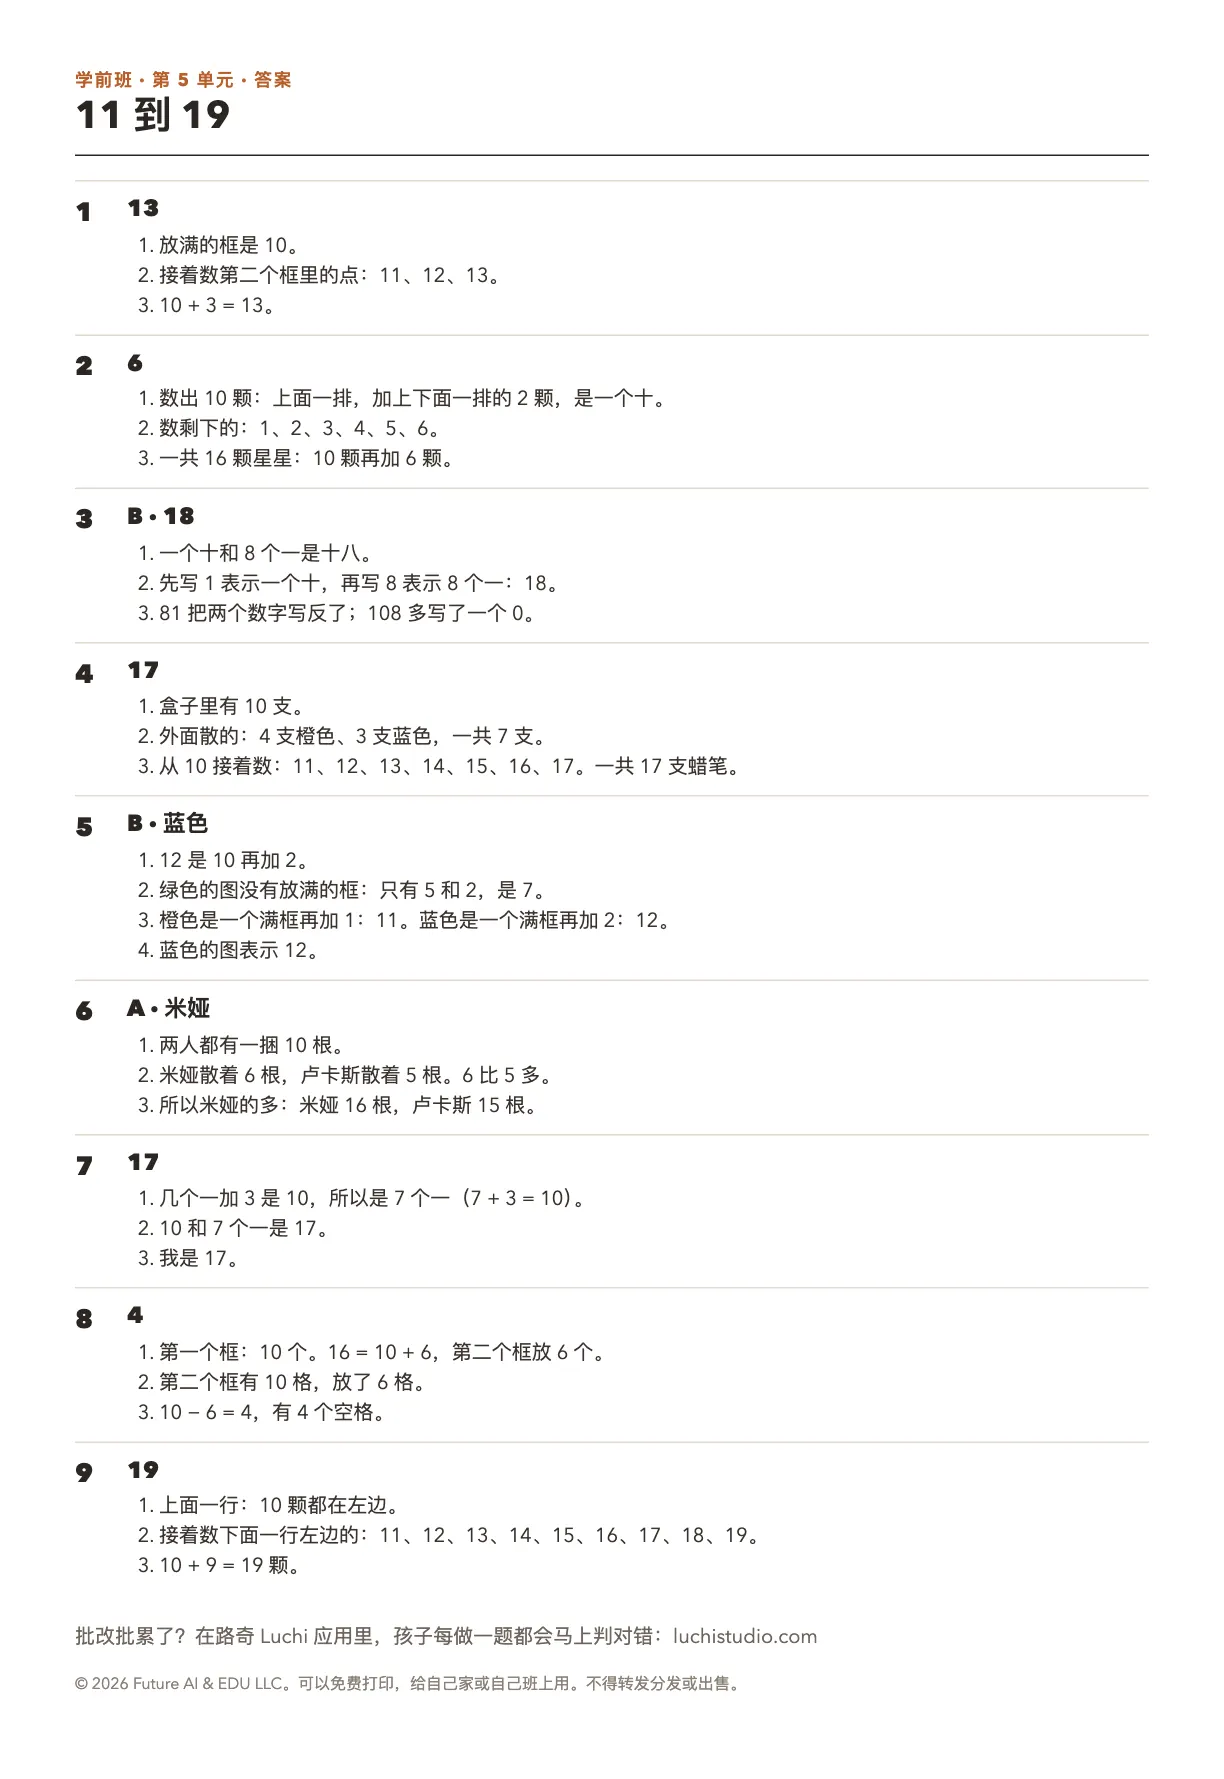 学前班 · 第 5 单元 · 答案
11 到 19
1 13
1. 放满的框是 10。
2. 接着数第二个框里的点：11、12、13。
3. 10 + 3 = 13。
2 6
1. 数出 10 颗：上面一排，加上下面一排的 2 颗，是一个十。
2. 数剩下的：1、2、3、4、5、6。
3. 一共 16 颗星星：10 颗再加 6 颗。
3 B · 18
1. 一个十和 8 个一是十八。
2. 先写 1 表示一个十，再写 8 表示 8 个一：18。
3. 81 把两个数字写反了；108 多写了一个 0。
4 17
1. 盒子里有 10 支。
2. 外面散的：4 支橙色、3 支蓝色，一共 7 支。
3. 从 10 接着数：11、12、13、14、15、16、17。一共 17 支蜡笔。
5 B · 蓝色
1. 12 是 10 再加 2。
2. 绿色的图没有放满的框：只有 5 和 2，是 7。
3. 橙色是一个满框再加 1：11。蓝色是一个满框再加 2：12。
4. 蓝色的图表示 12。
6 A · 米娅
1. 两人都有一捆 10 根。
2. 米娅散着 6 根，卢卡斯散着 5 根。6 比 5 多。
3. 所以米娅的多：米娅 16 根，卢卡斯 15 根。
7 17
1. 几个一加 3 是 10，所以是 7 个一（7 + 3 = 10）。
2. 10 和 7 个一是 17。
3. 我是 17。
8 4
1. 第一个框：10 个。16 = 10 + 6，第二个框放 6 个。
2. 第二个框有 10 格，放了 6 格。
3. 10 − 6 = 4，有 4 个空格。
9 19
1. 上面一行：10 颗都在左边。
2. 接着数下面一行左边的：11、12、13、14、15、16、17、18、19。
3. 10 + 9 = 19 颗。
批改批累了？在路奇 Luchi 应用里，孩子每做一题都会马上判对错：luchistudio.com
© 2026 Future AI & EDU LLC。可以免费打印，给自己家或自己班上用。不得转发分发或出售。